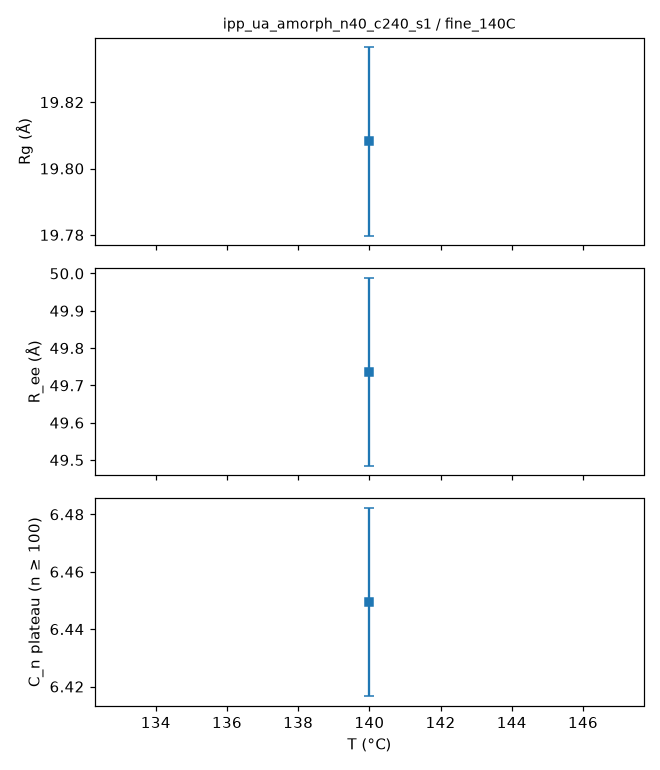 ipp_ua_amorph_n40_c240_s1 / fine_140C
Rg (Å)
19.82
19.80
19.78
R_ee (Å)
50.0
49.9
49.8
49.7
49.6
49.5
C_n plateau (n ≥ 100)
6.48
6.46
6.44
6.42
134 136 138 140 142 144 146
T (°C)